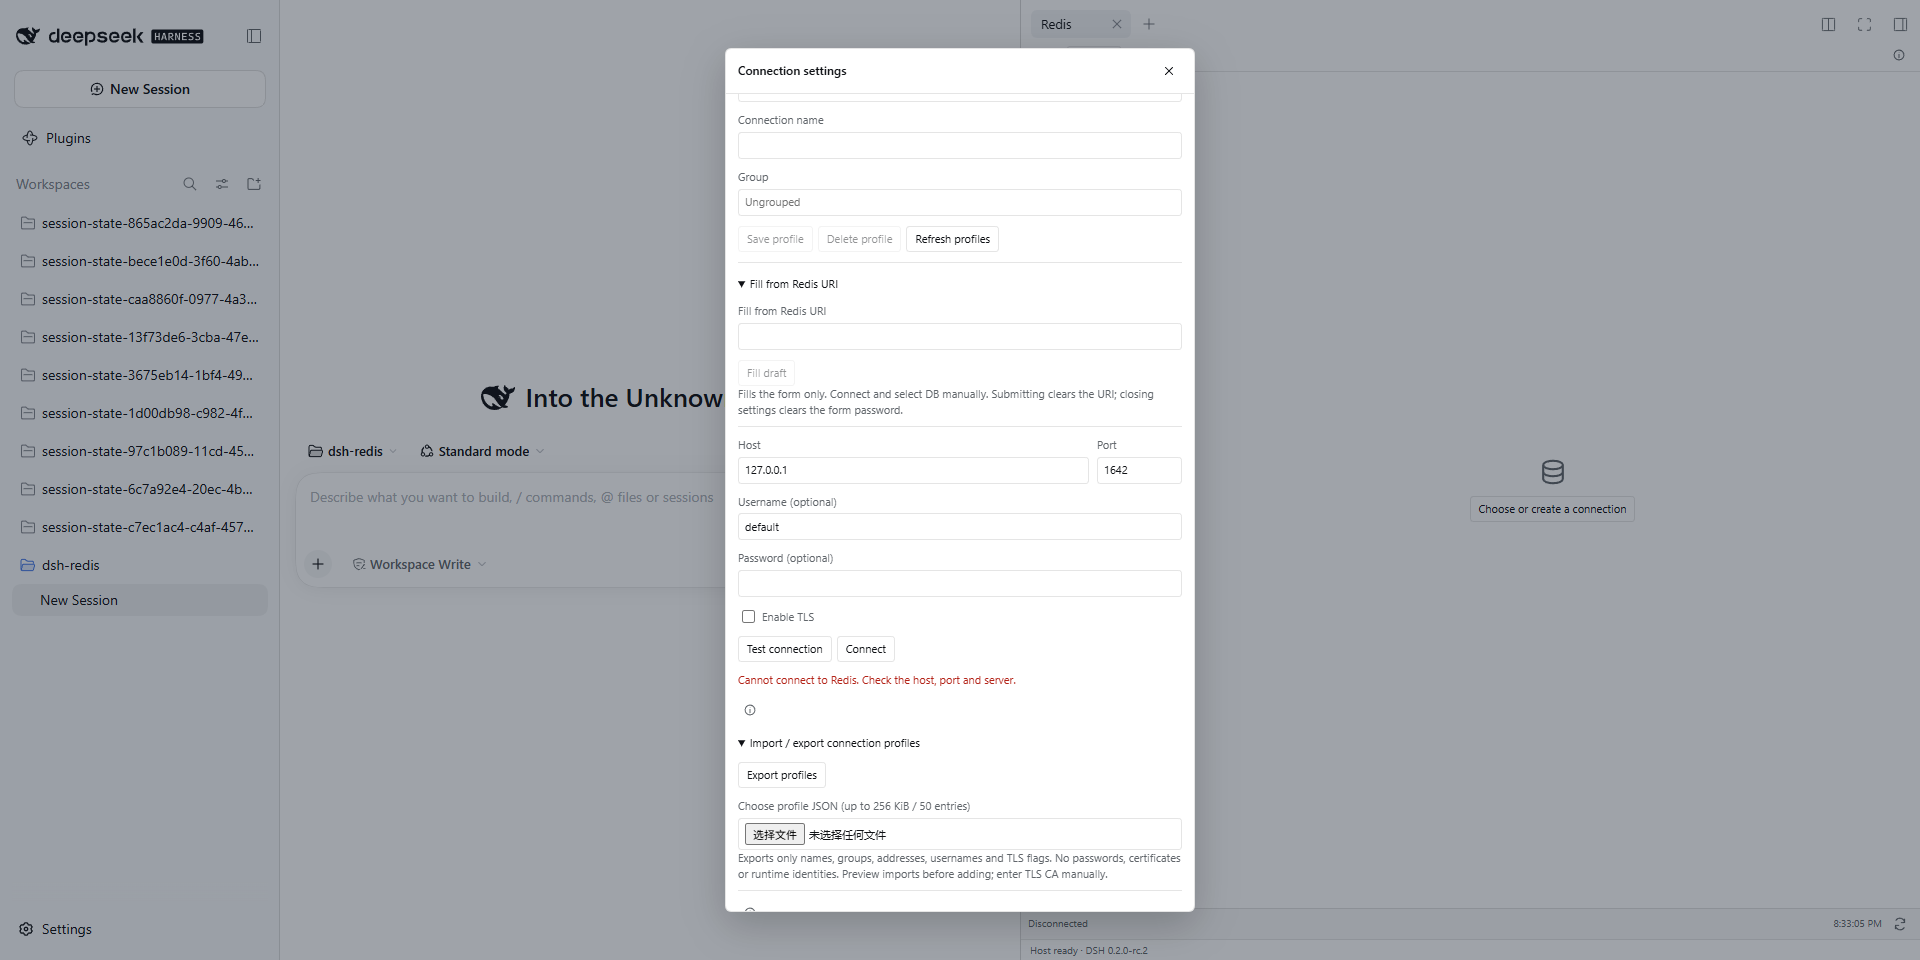 deepseek HARNESS
New Session
Plugins
Workspaces
session-state-865ac2da-9909-46...
session-state-bece1e0d-3f60-4ab...
session-state-caa8860f-0977-4a3...
session-state-13f73de6-3cba-47e...
session-state-3675eb14-1bf4-49...
session-state-1d00db98-c982-4f...
session-state-97c1b089-11cd-45...
session-state-6c7a92e4-20ec-4b...
session-state-c7ec1ac4-c4af-457...
dsh-redis
New Session
Settings
Into the Unknow
dsh-redis
Standard mode
Describe what you want to build, / commands, @ files or sessions
Workspace Write
Connection settings
Connection name
Group
Ungrouped
Save profile
Delete profile
Refresh profiles
Fill from Redis URI
Fill from Redis URI
Fill draft
Fills the form only. Connect and select DB manually. Submitting clears the URI; closing
settings clears the form password.
Host
Port
127.0.0.1
1642
Username (optional)
default
Password (optional)
Enable TLS
Test connection
Connect
Cannot connect to Redis. Check the host, port and server.
Import / export connection profiles
Export profiles
Choose profile JSON (up to 256 KiB / 50 entries)
选择文件 未选择任何文件
Exports only names, groups, addresses, usernames and TLS flags. No passwords, certificates
or runtime identities. Preview imports before adding; enter TLS CA manually.
Redis
Choose or create a connection
Disconnected
8:33:05 PM
Host ready · DSH 0.2.0-rc.2